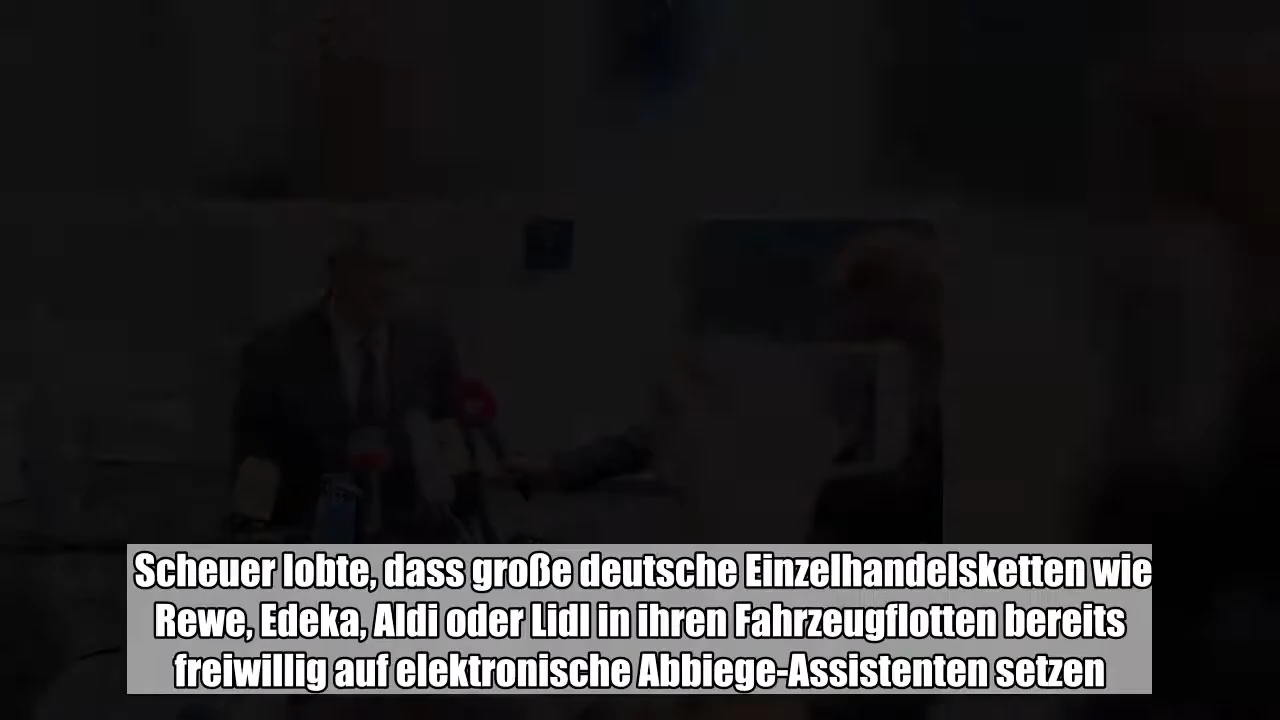 Scheuer lobte, dass große deutsche Einzelhandelsketten wie
Rewe, Edeka, Aldi oder Lidl in ihren Fahrzeugflotten bereits
freiwillig auf elektronische Abbiege-Assistenten setzen